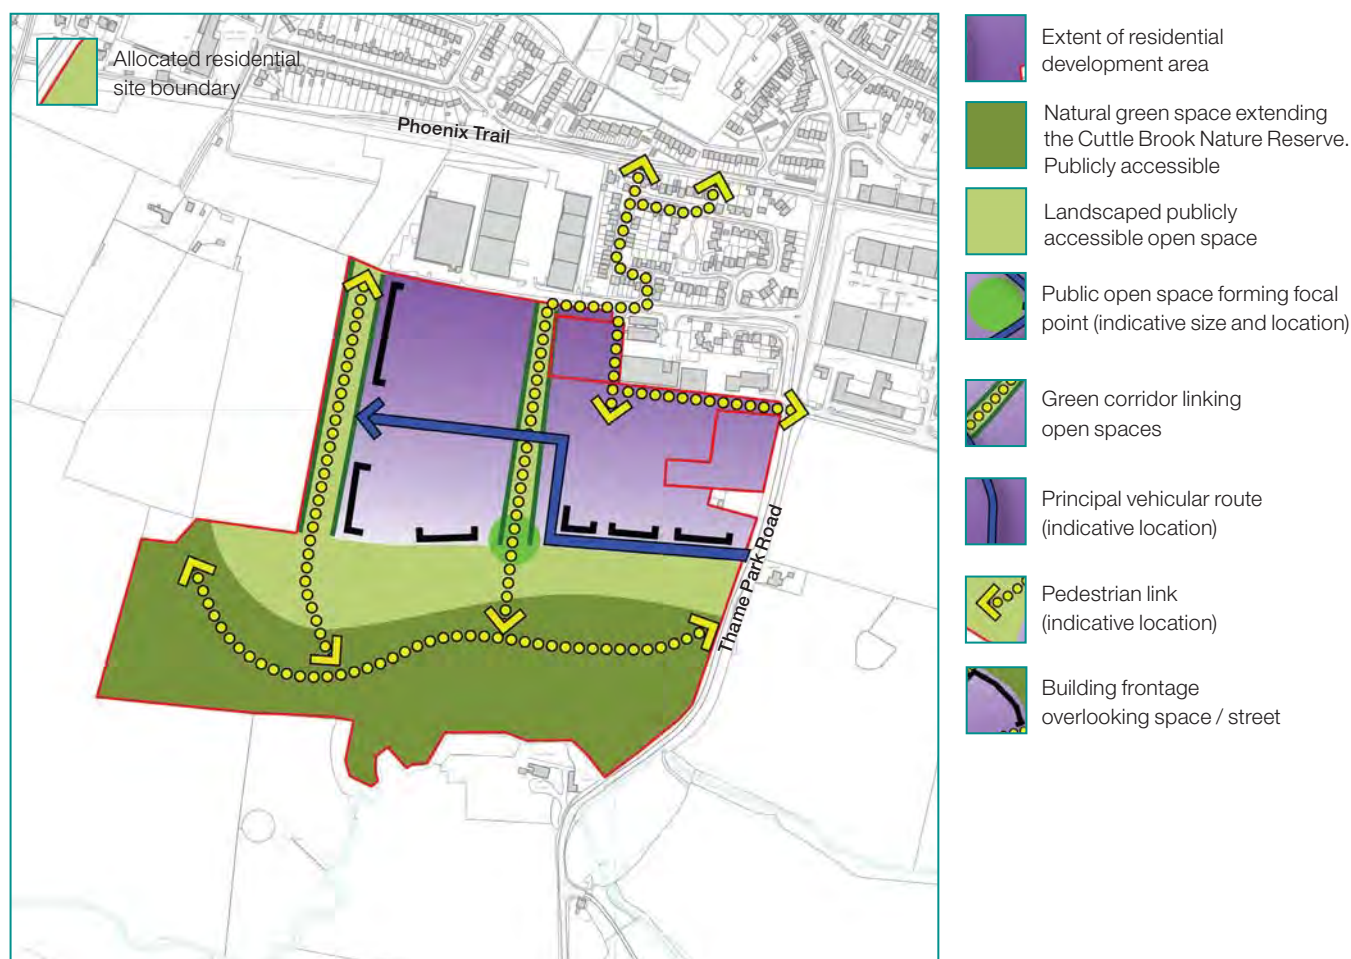 Allocated residential
site boundary
Phoenix Trail
Thame Park Road
Extent of residential
development area
Natural green space extending
the Cuttle Brook Nature Reserve.
Publicly accessible
Landscaped publicly
accessible open space
Public open space forming focal
point (indicative size and location)
Green corridor linking
open spaces
Principal vehicular route
(indicative location)
Pedestrian link
(indicative location)
Building frontage
overlooking space / street